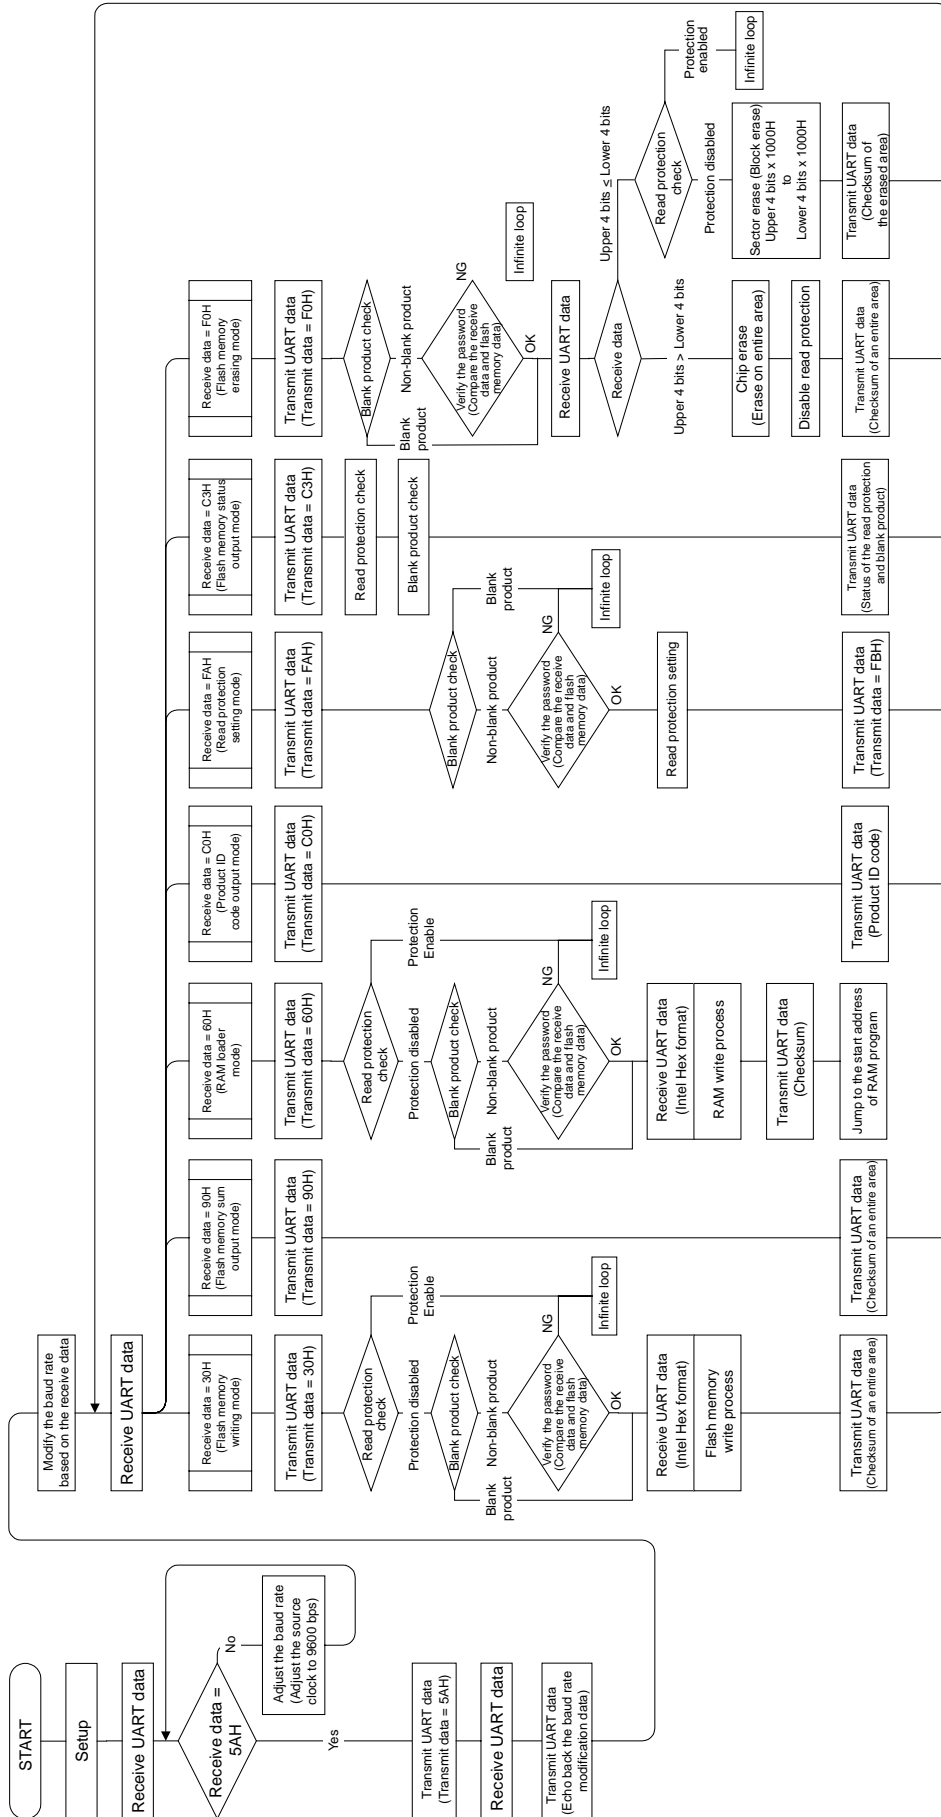 START
Setup
Receive UART data
Receive data =
5AH
No
Adjust the baud rate
(Adjust the source
clock to 9600 bps)
Yes
Transmit UART data
(Transmit data = 5AH)
Receive UART data
Transmit UART data
(Echo back the baud rate
modification data)
Modify the baud rate
based on the receive data
Receive UART data
Receive data = 30H
(Flash memory
writing mode)
Transmit UART data
(Transmit data = 30H)
Read protection
check
Protection
Enable
Protection disabled
Blank product check
Blank
product
Non-blank product
Verify the password
(Compare the receive
data and flash
memory data)
NG
Infinite loop
OK
Receive UART data
(Intel Hex format)
Flash memory
write process
Transmit UART data
(Checksum of an entire area)
Receive data = 90H
(Flash memory sum
output mode)
Transmit UART data
(Transmit data = 90H)
Transmit UART data
(Checksum of an entire area)
Receive data = 60H
(RAM loader
mode)
Transmit UART data
(Transmit data = 60H)
Read protection
check
Protection
Enable
Protection disabled
Blank product check
Blank
product
Non-blank product
Verify the password
(Compare the receive
data and flash
memory data)
NG
Infinite loop
OK
Receive UART data
(Intel Hex format)
RAM write process
Transmit UART data
(Checksum)
Jump to the start address
of RAM program
Receive data = C0H
(Product ID
code output mode)
Transmit UART data
(Transmit data = C0H)
Transmit UART data
(Product ID code)
Receive data = FAH
(Read protection
setting mode)
Transmit UART data
(Transmit data = FAH)
Blank product check
Blank
product
Non-blank product
Verify the password
(Compare the receive
data and flash
memory data)
NG
Infinite loop
OK
Read protection setting
Transmit UART data
(Transmit data = FBH)
Receive data = C3H
(Flash memory status
output mode)
Transmit UART data
(Transmit data = C3H)
Read protection check
Blank product check
Transmit UART data
(Status of the read protection
and blank product)
Receive data = F0H
(Flash memory
erasing mode)
Transmit UART data
(Transmit data = F0H)
Blank product check
Blank
product
Non-blank product
Verify the password
(Compare the receive
data and flash
memory data)
NG
Infinite loop
OK
Receive UART data
Receive data
Upper 4 bits > Lower 4 bits
Chip erase
(Erase on entire area)
Disable read protection
Transmit UART data
(Checksum of an entire area)
Upper 4 bits ≤ Lower 4 bits
Read protection
check
Protection
enabled
Infinite loop
Protection disabled
Sector erase (Block erase)
Upper 4 bits x 1000H
to
Lower 4 bits x 1000H
Transmit UART data
(Checksum of
the erased area)